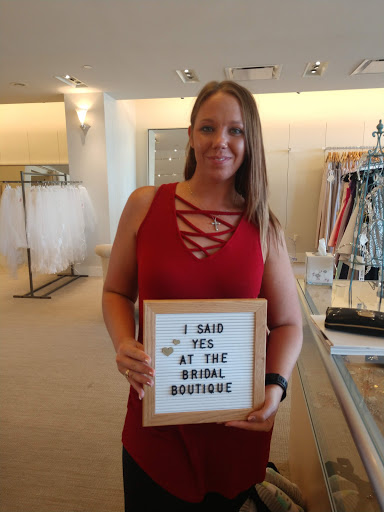 I SAID
YES
AT THE
BRIDAL
BOUTIQUE